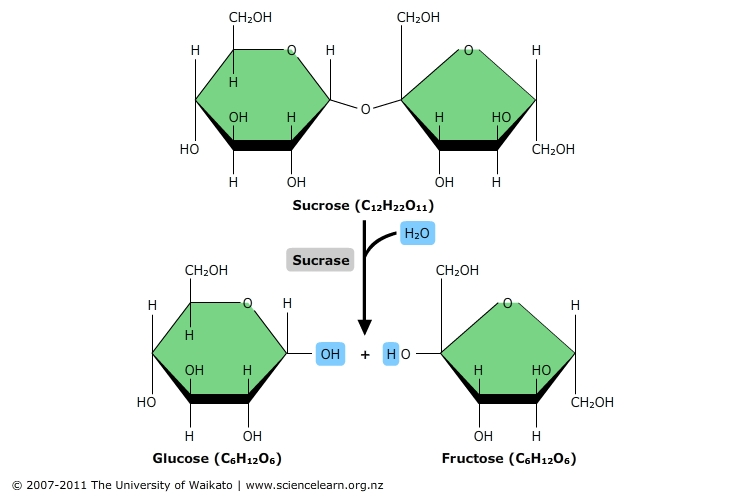 CH₂OH CH₂OH
H O H O H
H
OH H H HO
O
HO CH₂OH
H OH OH H
Sucrose (C₁₂H₂₂O₁₁)
H₂O
Sucrase
CH₂OH CH₂OH
H O H O H
H
OH + HO
OH H H HO
HO CH₂OH
H OH OH H
Glucose (C₆H₁₂O₆) Fructose (C₆H₁₂O₆)
© 2007-2011 The University of Waikato | www.sciencelearn.org.nz